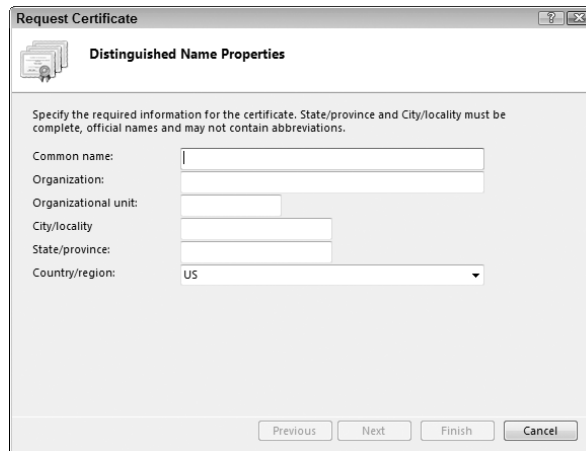 Request Certificate
Distinguished Name Properties
Specify the required information for the certificate. State/province and City/locality must be
complete, official names and may not contain abbreviations.
Common name:
Organization:
Organizational unit:
City/locality
State/province:
Country/region: US
Previous Next Finish Cancel